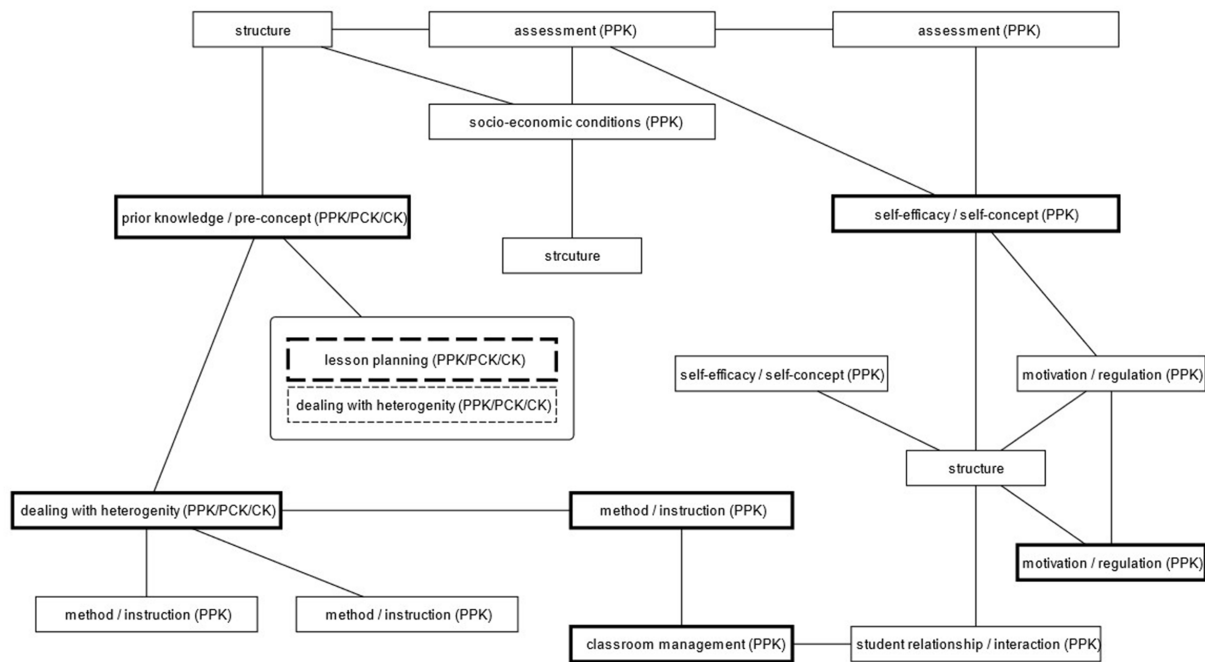 structure
assessment (PPK)
assessment (PPK)
socio-economic conditions (PPK)
prior knowledge / pre-concept (PPK/PCK/CK)
self-efficacy / self-concept (PPK)
strcuture
lesson planning (PPK/PCK/CK)
dealing with heterogenity (PPK/PCK/CK)
self-efficacy / self-concept (PPK)
motivation / regulation (PPK)
structure
dealing with heterogenity (PPK/PCK/CK)
method / instruction (PPK)
motivation / regulation (PPK)
method / instruction (PPK)
method / instruction (PPK)
classroom management (PPK)
student relationship / interaction (PPK)